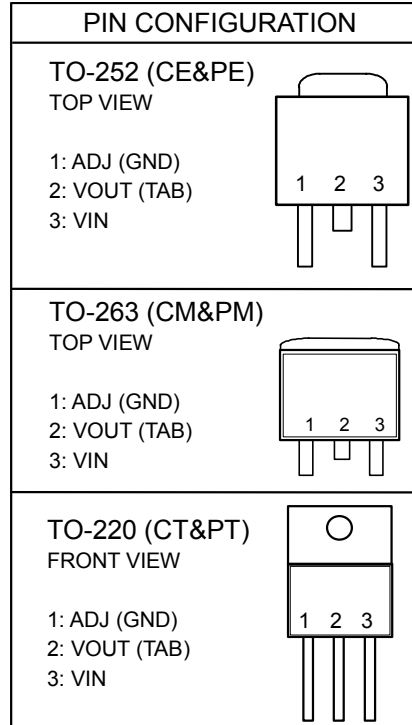 PIN CONFIGURATION
TO-252 (CE&PE)
TOP VIEW
1: ADJ (GND)
2: VOUT (TAB)
3: VIN
1 2 3
TO-263 (CM&PM)
TOP VIEW
1: ADJ (GND)
2: VOUT (TAB)
3: VIN
1 2 3
TO-220 (CT&PT)
FRONT VIEW
1: ADJ (GND)
2: VOUT (TAB)
3: VIN
1 2 3